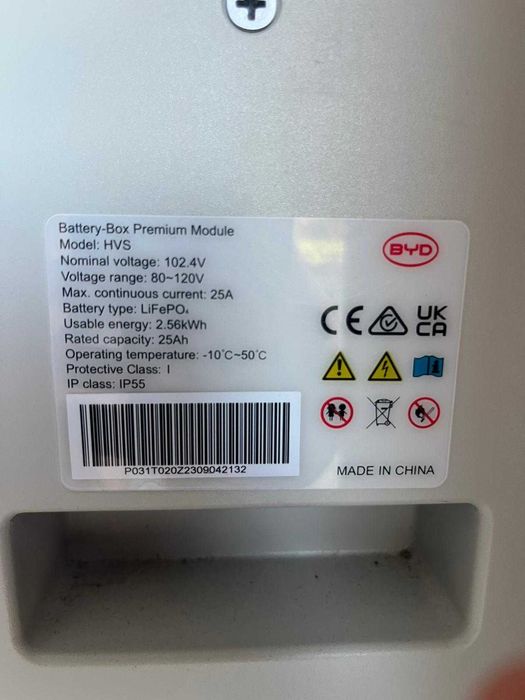 Battery-Box Premium Module
Model: HVS
Nominal voltage: 102.4V
Voltage range: 80~120V
Max. continuous current: 25A
Battery type: LiFePO₄
Usable energy: 2.56kWh
Rated capacity: 25Ah
Operating temperature: -10℃~50℃
Protective Class: I
IP class: IP55
P031T020Z2309042132
BYD
CE UK
CA
MADE IN CHINA